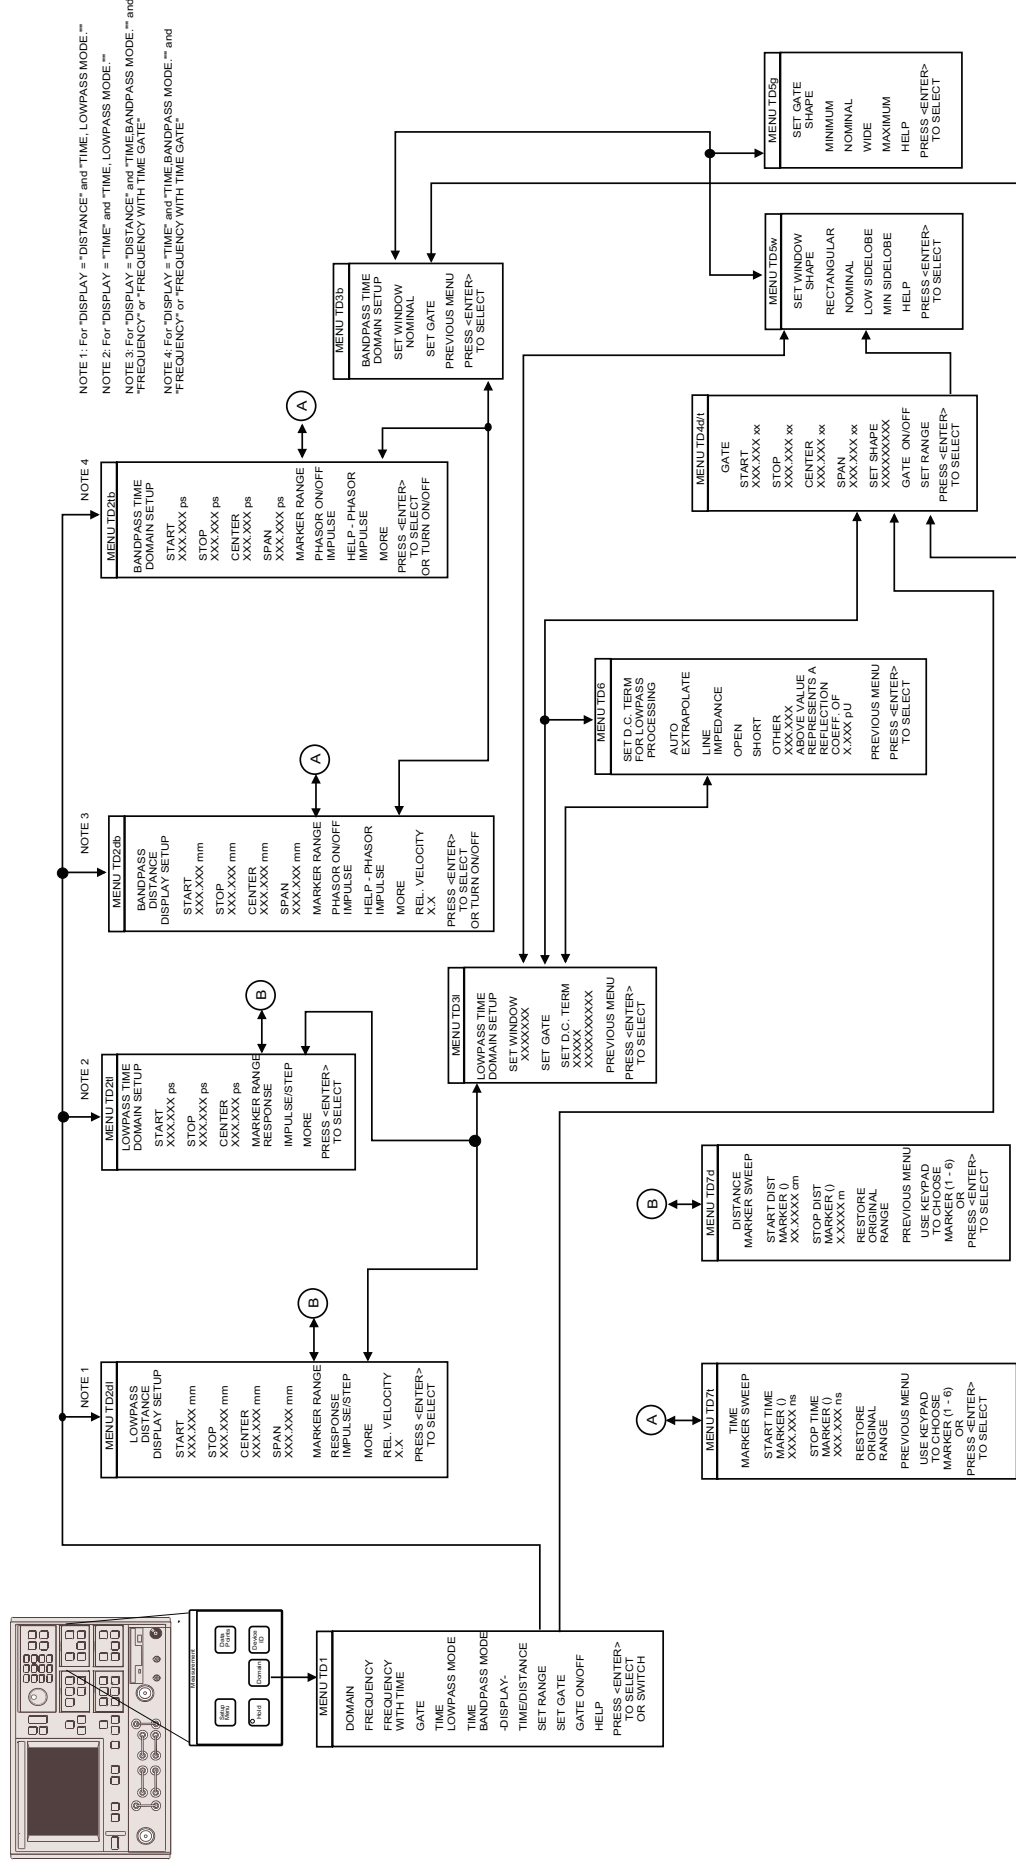 NOTE 1: For "DISPLAY = "DISTANCE" and "TIME, LOWPASS MODE.""
NOTE 2: For "DISPLAY = "TIME" and "TIME, LOWPASS MODE.""
NOTE 3: For "DISPLAY = "DISTANCE" and "TIME,BANDPASS MODE."" and
"FREQUENCY" or "FREQUENCY WITH TIME GATE"
NOTE 4: For "DISPLAY = "TIME" and "TIME,BANDPASS MODE."" and
"FREQUENCY" or "FREQUENCY WITH TIME GATE"
Measurement
Setup
Menu
Data
Points
Hold
Domain
Device
ID
MENU TD1
DOMAIN
FREQUENCY
FREQUENCY
WITH TIME
GATE
TIME
LOWPASS MODE
TIME
BANDPASS MODE
-DISPLAY-
TIME/DISTANCE
SET RANGE
SET GATE
GATE ON/OFF
HELP
PRESS <ENTER>
TO SELECT
OR SWITCH
NOTE 1
MENU TD2dl
LOWPASS
DISTANCE
DISPLAY SETUP
START
XXX.XXX mm
STOP
XXX.XXX mm
CENTER
XXX.XXX mm
SPAN
XXX.XXX mm
MARKER RANGE
RESPONSE
IMPULSE/STEP
MORE
REL. VELOCITY
X.X
PRESS <ENTER>
TO SELECT
B
NOTE 2
MENU TD2tl
LOWPASS TIME
DOMAIN SETUP
START
XXX.XXX ps
STOP
XXX.XXX ps
CENTER
XXX.XXX ps
MARKER RANGE
RESPONSE
IMPULSE/STEP
MORE
PRESS <ENTER>
TO SELECT
B
NOTE 3
MENU TD2db
BANDPASS
DISTANCE
DISPLAY SETUP
START
XXX.XXX mm
STOP
XXX.XXX mm
CENTER
XXX.XXX mm
SPAN
XXX.XXX mm
MARKER RANGE
PHASOR ON/OFF
IMPULSE
HELP - PHASOR
IMPULSE
MORE
REL. VELOCITY
X.X
PRESS <ENTER>
TO SELECT
OR TURN ON/OFF
A
NOTE 4
MENU TD2tb
BANDPASS TIME
DOMAIN SETUP
START
XXX.XXX ps
STOP
XXX.XXX ps
CENTER
XXX.XXX ps
SPAN
XXX.XXX ps
MARKER RANGE
PHASOR ON/OFF
IMPULSE
HELP - PHASOR
IMPULSE
MORE
PRESS <ENTER>
TO SELECT
OR TURN ON/OFF
A
MENU TD3b
BANDPASS TIME
DOMAIN SETUP
SET WINDOW
NOMINAL
SET GATE
PREVIOUS MENU
PRESS <ENTER>
TO SELECT
MENU TD3l
LOWPASS TIME
DOMAIN SETUP
SET WINDOW
XXXXXXX
SET GATE
SET D.C. TERM
XXXXX
XXXXXXXXXX
PREVIOUS MENU
PRESS <ENTER>
TO SELECT
MENU TD6
SET D.C. TERM
FOR LOWPASS
PROCESSING
AUTO
EXTRAPOLATE
LINE
IMPEDANCE
OPEN
SHORT
OTHER
XXX.XXX
ABOVE VALUE
REPRESENTS A
REFLECTION
COEFF. OF
X.XXX pU
PREVIOUS MENU
PRESS <ENTER>
TO SELECT
A
MENU TD7t
TIME
MARKER SWEEP
START TIME
MARKER ()
XXX.XXX ns
STOP TIME
MARKER ()
XXX.XXX ns
RESTORE
ORIGINAL
RANGE
PREVIOUS MENU
USE KEYPAD
TO CHOOSE
MARKER (1 - 6)
OR
PRESS <ENTER>
TO SELECT
B
MENU TD7d
DISTANCE
MARKER SWEEP
START DIST
MARKER ()
XX.XXXX cm
STOP DIST
MARKER ()
X.XXXX m
RESTORE
ORIGINAL
RANGE
PREVIOUS MENU
USE KEYPAD
TO CHOOSE
MARKER (1 - 6)
OR
PRESS <ENTER>
TO SELECT
MENU TD4d/t
GATE
START
XXX.XXX xx
STOP
XXX.XXX xx
CENTER
XXX.XXX xx
SPAN
XXX.XXX xx
SET SHAPE
XXXXXXXXX
GATE ON/OFF
SET RANGE
PRESS <ENTER>
TO SELECT
MENU TD5w
SET WINDOW
SHAPE
RECTANGULAR
NOMINAL
LOW SIDELOBE
MIN SIDELOBE
HELP
PRESS <ENTER>
TO SELECT
MENU TD5g
SET GATE
SHAPE
MINIMUM
NOMINAL
WIDE
MAXIMUM
HELP
PRESS <ENTER>
TO SELECT